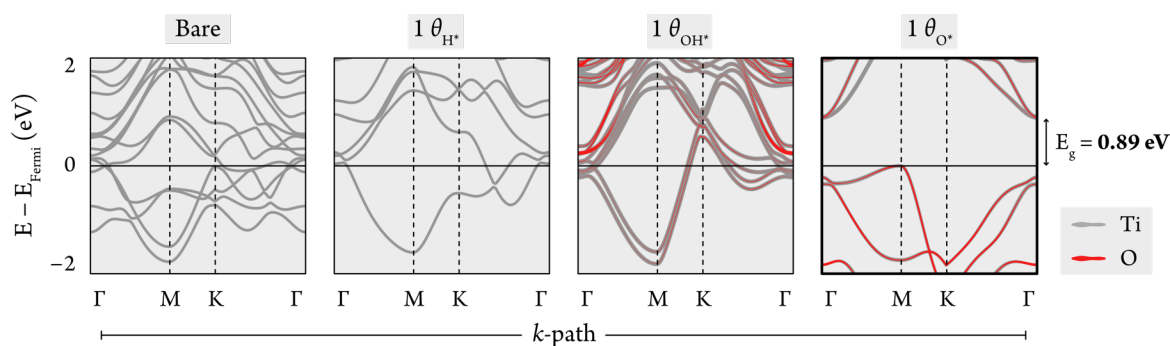 Bare
1 θH*
1 θOH*
1 θO*
E − EFermi (eV)
2
0
−2
Eg = 0.89 eV
Ti
O
Γ M K Γ
Γ M K Γ
Γ M K Γ
Γ M K Γ
k-path